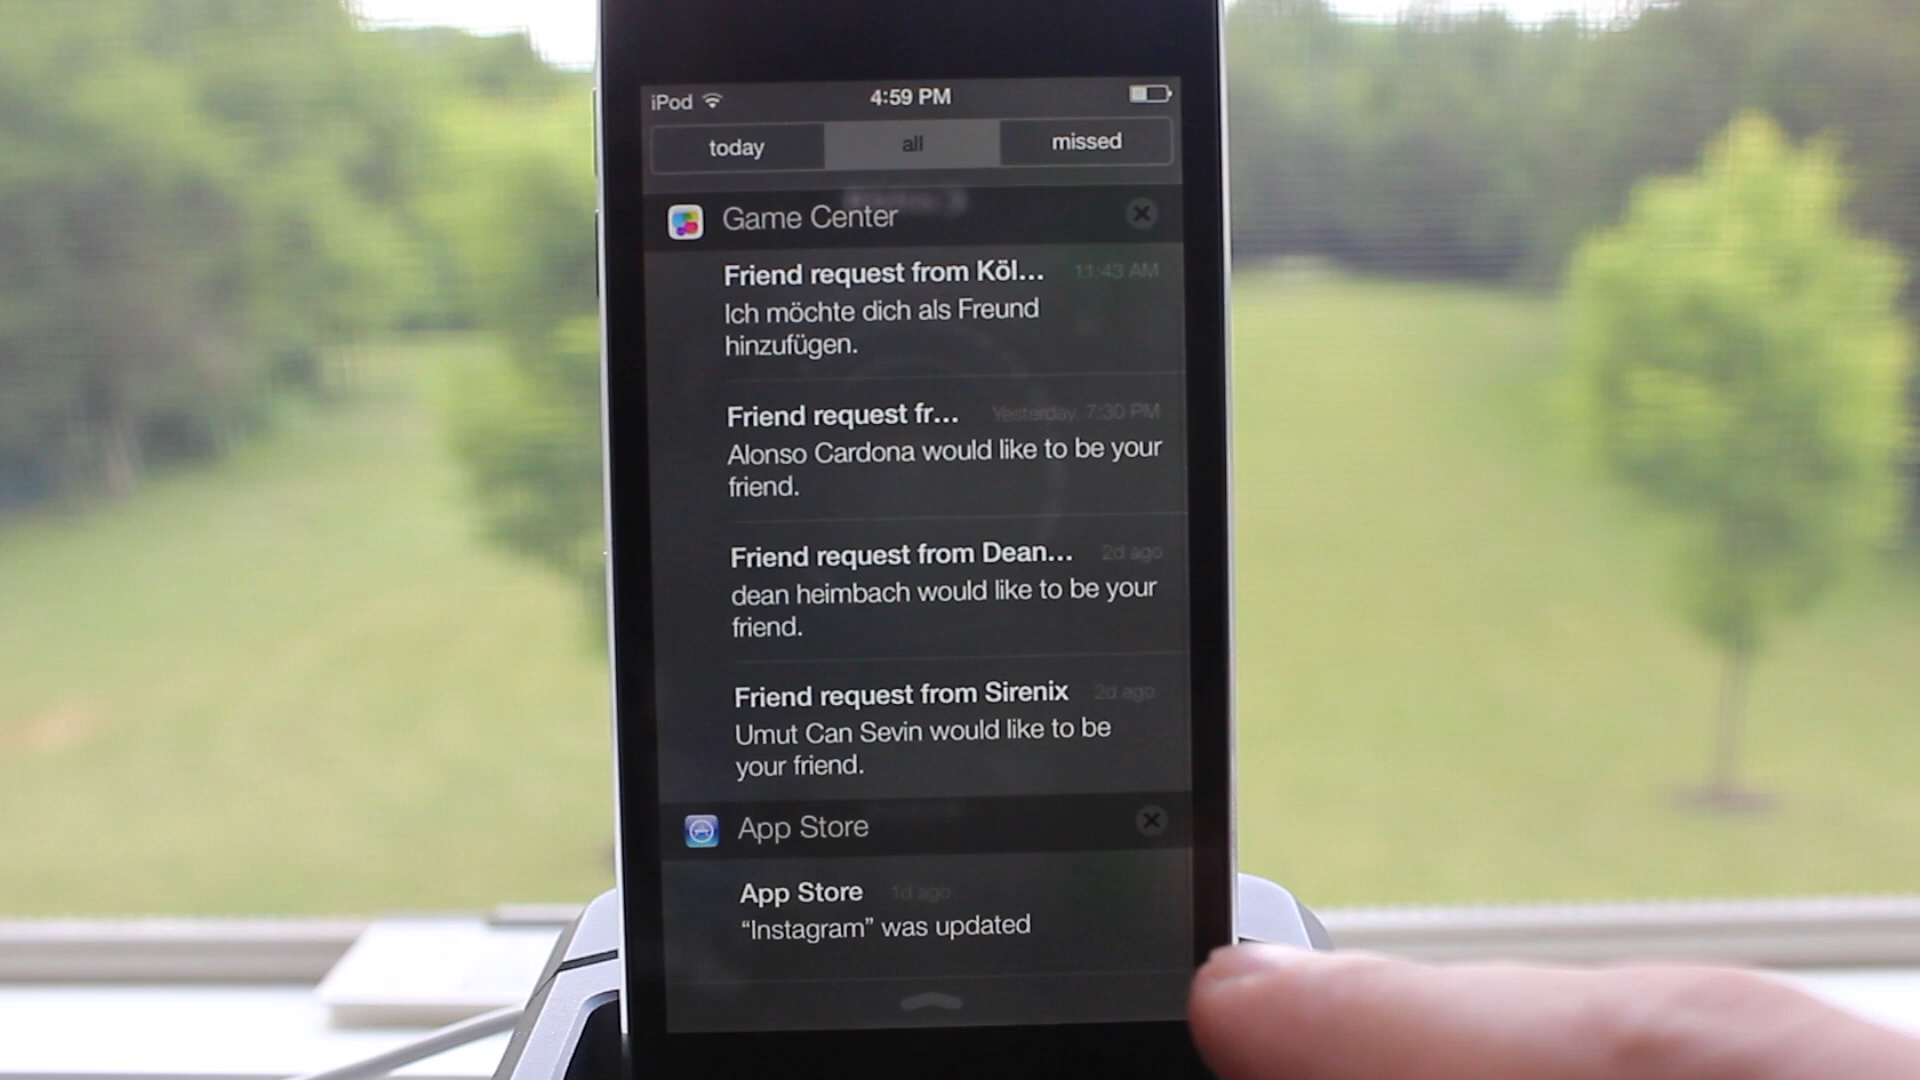 iPod 4:59 PM
today all missed
Game Center
Friend request from Köl... 11:43 AM
Ich möchte dich als Freund
hinzufügen.
Friend request fr... Yesterday, 7:30 PM
Alonso Cardona would like to be your
friend.
Friend request from Dean... 2d ago
dean heimbach would like to be your
friend.
Friend request from Sirenix 2d ago
Umut Can Sevin would like to be
your friend.
App Store
App Store 1d ago
“Instagram” was updated